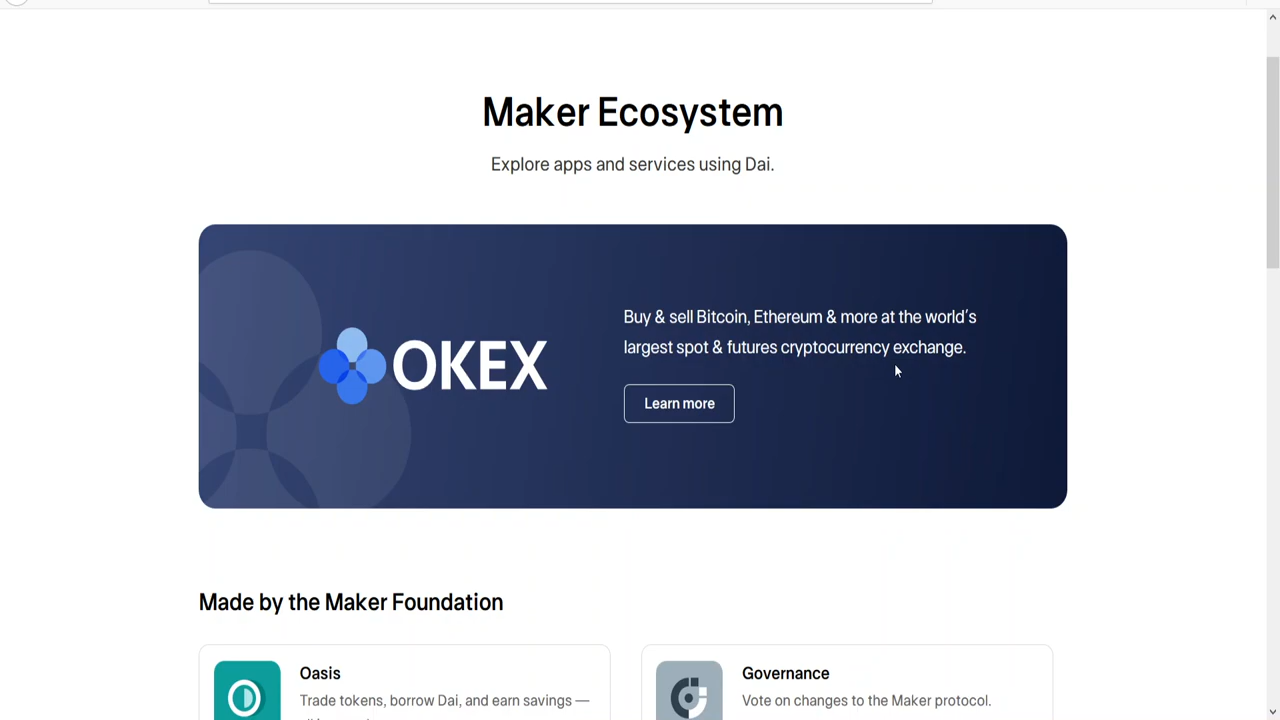 Maker Ecosystem
Explore apps and services using Dai.
OKEX
Buy & sell Bitcoin, Ethereum & more at the world's
largest spot & futures cryptocurrency exchange.
Learn more
Made by the Maker Foundation
Oasis
Trade tokens, borrow Dai, and earn savings —
Governance
Vote on changes to the Maker protocol.